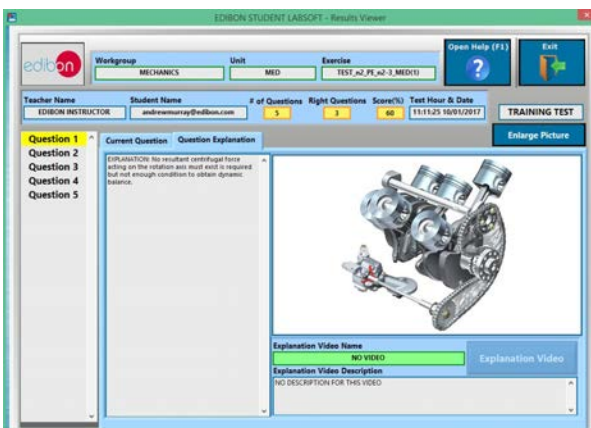 EDIBON STUDENT LABSOFT - Results Viewer
edibon
Workgroup
MECHANICS
Unit
MED
Exercise
TEST_n2_PE_n2-3_MED(1)
Open Help (F1)
?
Exit
Teacher Name
EDIBON INSTRUCTOR
Student Name
andrewmurray@edibon.com
# of Questions
5
Right Questions
3
Score(%)
60
Test Hour & Date
11:11:25 10/01/2017
TRAINING TEST
Enlarge Picture
Question 1
Question 2
Question 3
Question 4
Question 5
Current Question
Question Explanation
EXPLANATION: No resultant centrifugal force
acting on the rotation axis must exist is required
but not enough condition to obtain dynamic
balance.
Explanation Video Name
NO VIDEO
Explanation Video
Explanation Video Description
NO DESCRIPTION FOR THIS VIDEO